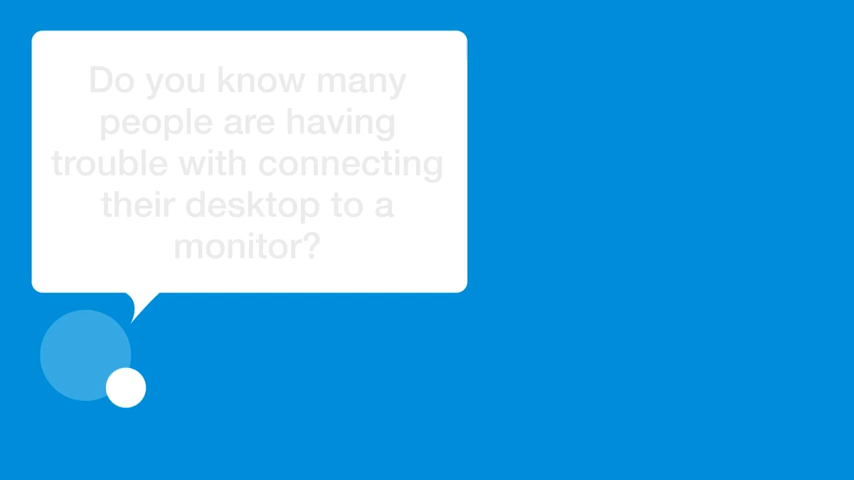 Do you know many
people are having
trouble with connecting
their desktop to a
monitor?